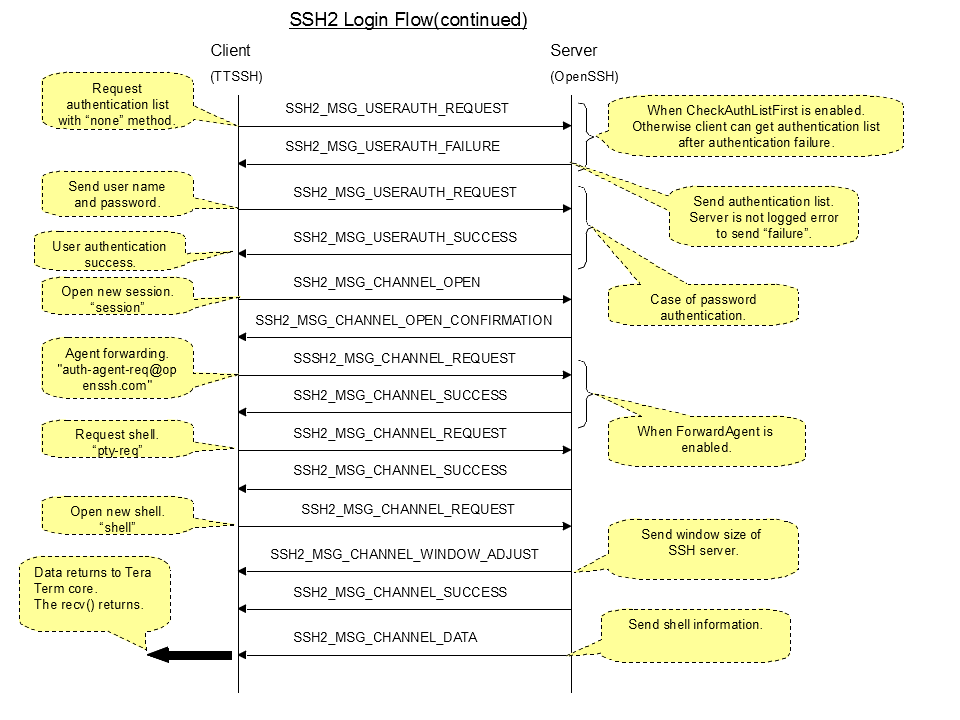 SSH2 Login Flow(continued)
Client
Server
(TTSSH)
(OpenSSH)
Request
authentication list
with “none” method.
SSH2_MSG_USERAUTH_REQUEST
When CheckAuthListFirst is enabled.
Otherwise client can get authentication list
after authentication failure.
SSH2_MSG_USERAUTH_FAILURE
Send user name
and password.
SSH2_MSG_USERAUTH_REQUEST
Send authentication list.
Server is not logged error
to send “failure”.
User authentication
success.
SSH2_MSG_USERAUTH_SUCCESS
Open new session.
“session”
SSH2_MSG_CHANNEL_OPEN
Case of password
authentication.
SSH2_MSG_CHANNEL_OPEN_CONFIRMATION
Agent forwarding.
"auth-agent-req@op
enssh.com"
SSSH2_MSG_CHANNEL_REQUEST
SSH2_MSG_CHANNEL_SUCCESS
When ForwardAgent is
enabled.
Request shell.
“pty-req”
SSH2_MSG_CHANNEL_REQUEST
SSH2_MSG_CHANNEL_SUCCESS
Open new shell.
“shell”
SSH2_MSG_CHANNEL_REQUEST
Send window size of
SSH server.
SSH2_MSG_CHANNEL_WINDOW_ADJUST
Data returns to Tera
Term core.
The recv() returns.
SSH2_MSG_CHANNEL_SUCCESS
SSH2_MSG_CHANNEL_DATA
Send shell information.